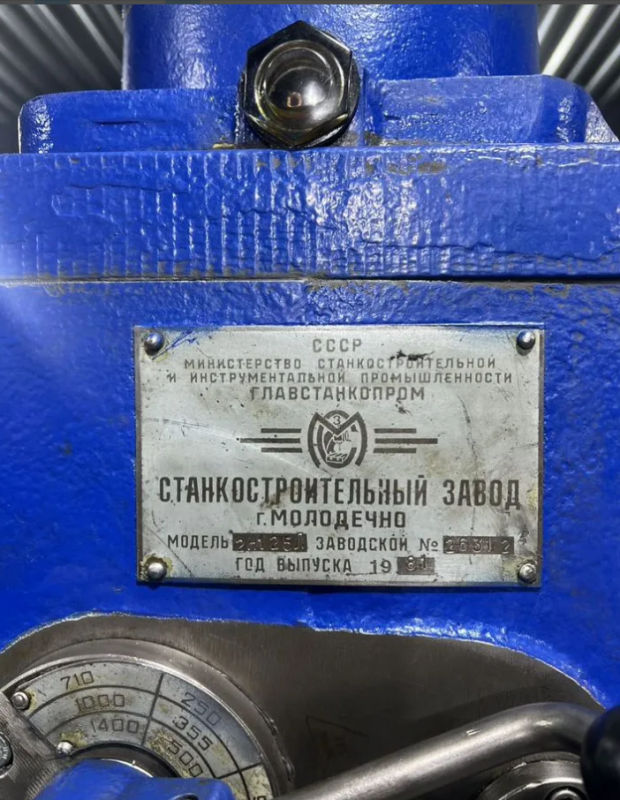 СССР
МИНИСТЕРСТВО СТАНКОСТРОИТЕЛЬНОЙ
И ИНСТРУМЕНТАЛЬНОЙ ПРОМЫШЛЕННОСТИ
ГЛАВСТАНКОПРОМ
СТАНКОСТРОИТЕЛЬНЫЙ ЗАВОД
г. МОЛОДЕЧНО
МОДЕЛЬ ЗАВОДСКОЙ №
ГОД ВЫПУСКА 19
710
1000
1400
250
355
500